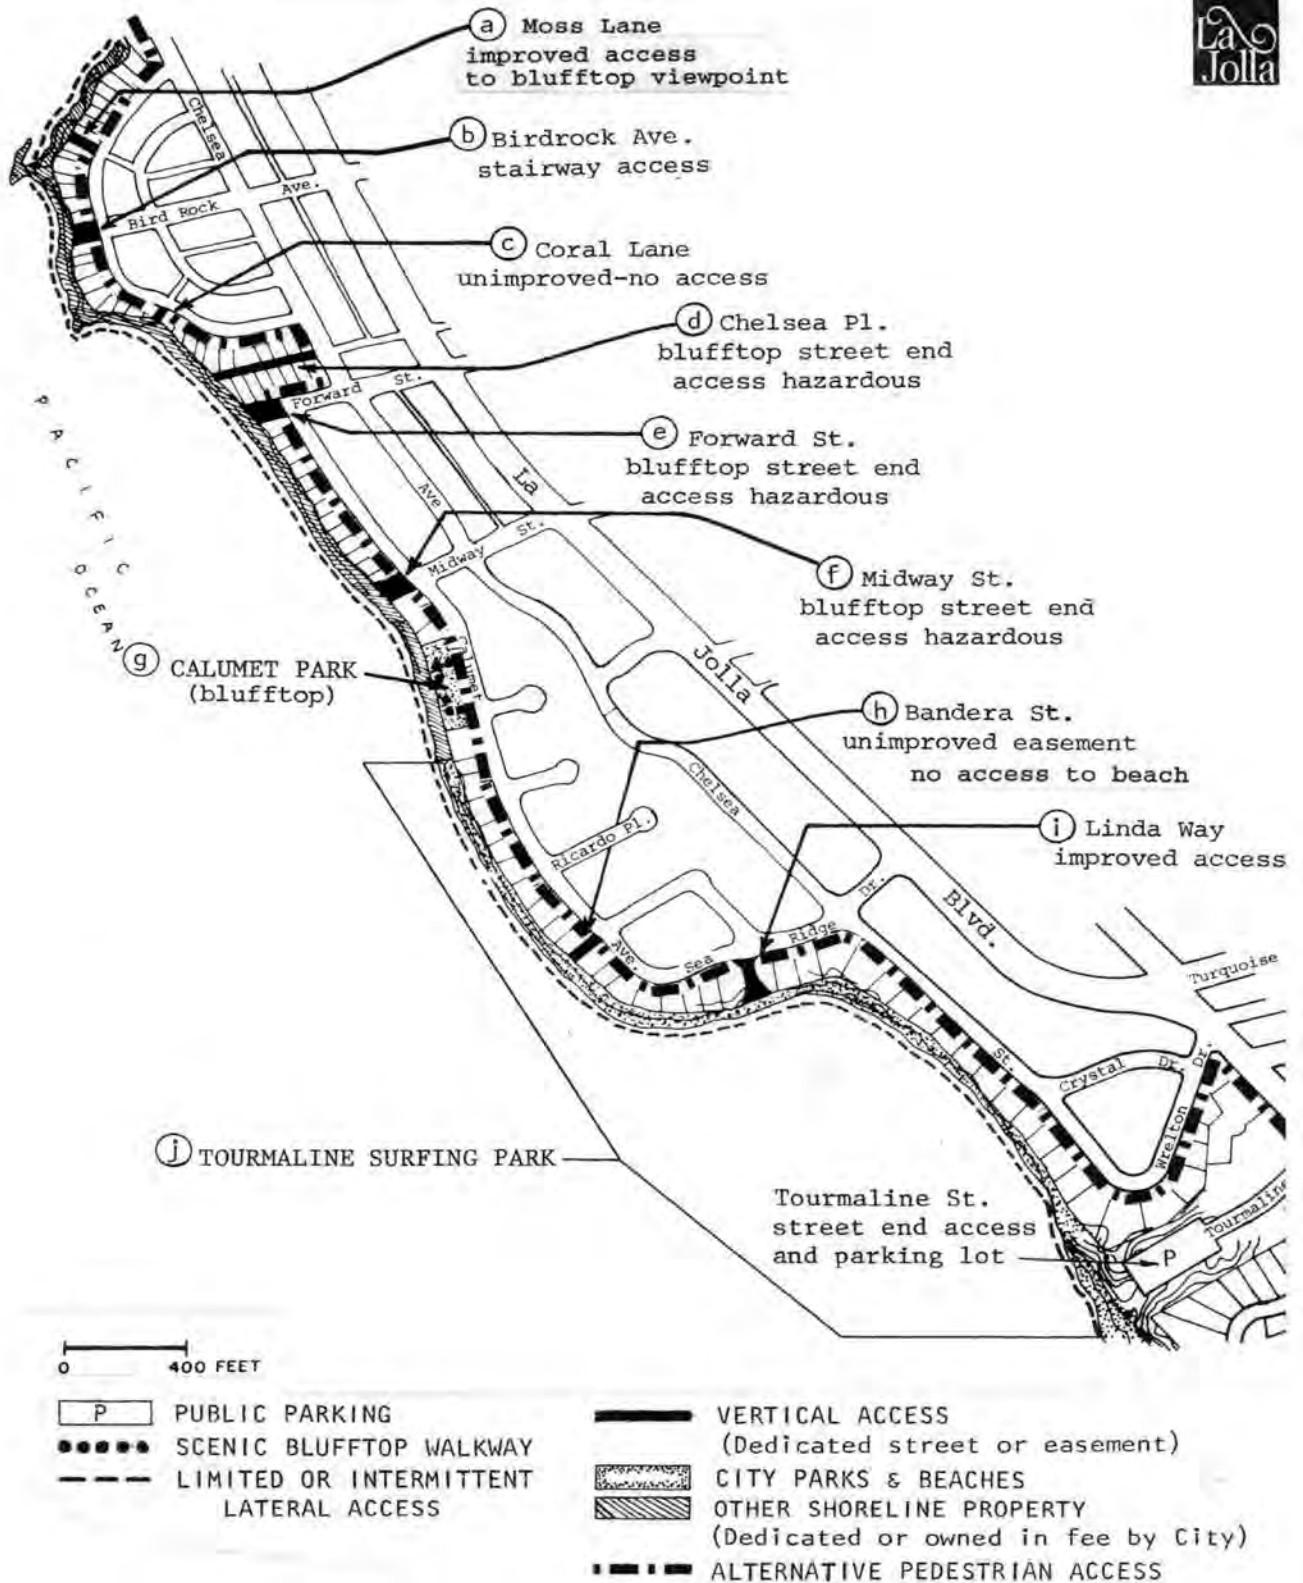 La Jolla
a Moss Lane
improved access
to blufftop viewpoint
b Birdrock Ave.
stairway access
c Coral Lane
unimproved-no access
d Chelsea Pl.
blufftop street end
access hazardous
e Forward St.
blufftop street end
access hazardous
f Midway St.
blufftop street end
access hazardous
g CALUMET PARK
(blufftop)
h Bandera St.
unimproved easement
no access to beach
i Linda Way
improved access
j TOURMALINE SURFING PARK
Tourmaline St.
street end access
and parking lot
Chelsea
Bird Rock Ave.
Forward St.
Ave
Midway St.
La Jolla Blvd.
PACIFIC OCEAN
Chelsea
Ricardo Pl.
Ave.
Sea Ridge Dr.
St.
Turquoise
Crystal Dr.
Wrelton Dr.
Tourmaline
P
0 400 FEET
P PUBLIC PARKING
SCENIC BLUFFTOP WALKWAY
LIMITED OR INTERMITTENT
LATERAL ACCESS
VERTICAL ACCESS
(Dedicated street or easement)
CITY PARKS & BEACHES
OTHER SHORELINE PROPERTY
(Dedicated or owned in fee by City)
ALTERNATIVE PEDESTRIAN ACCESS